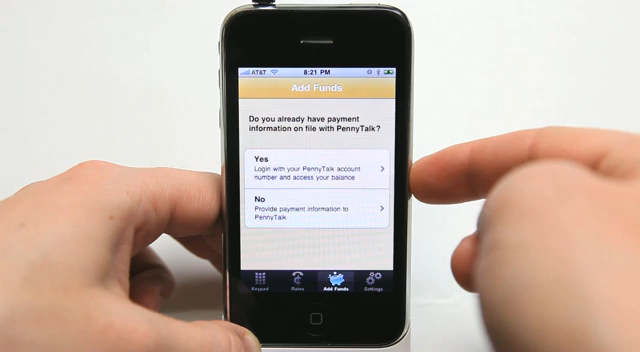 AT&T 8:21 PM
Add Funds
Do you already have payment
information on file with PennyTalk?
Yes
Login with your PennyTalk account
number and access your balance
No
Provide payment information to
PennyTalk
Keypad Rates Add Funds Settings